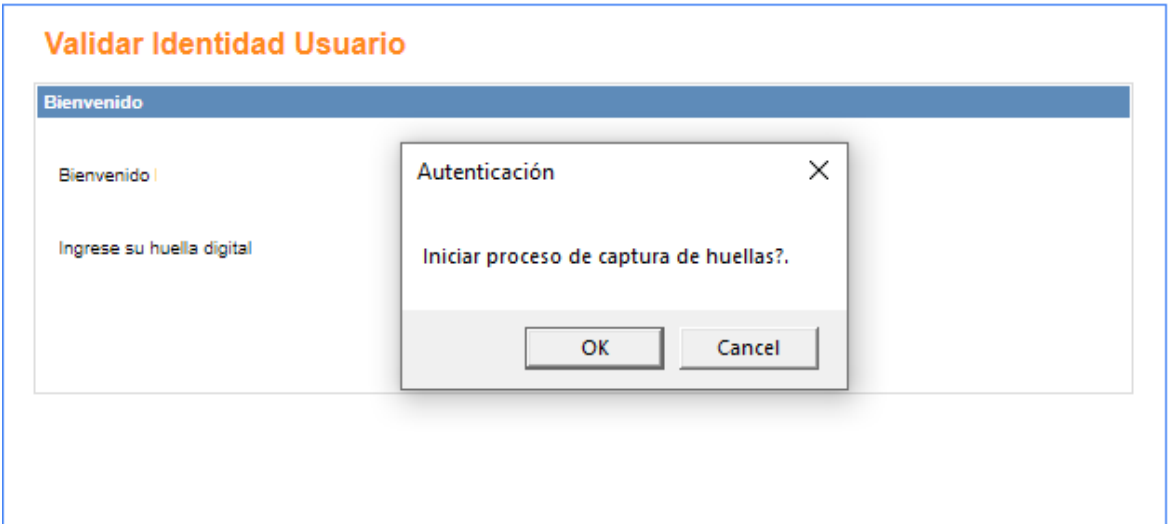 Validar Identidad Usuario
Bienvenido
Bienvenido
Ingrese su huella digital
Autenticación
Iniciar proceso de captura de huellas?.
OK
Cancel